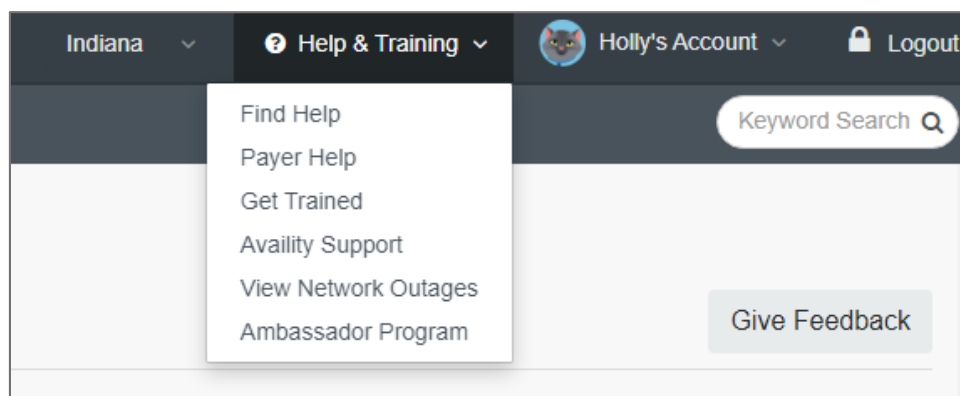 Indiana
Help & Training
Holly's Account
Logout
Keyword Search
Find Help
Payer Help
Get Trained
Availity Support
View Network Outages
Ambassador Program
Give Feedback